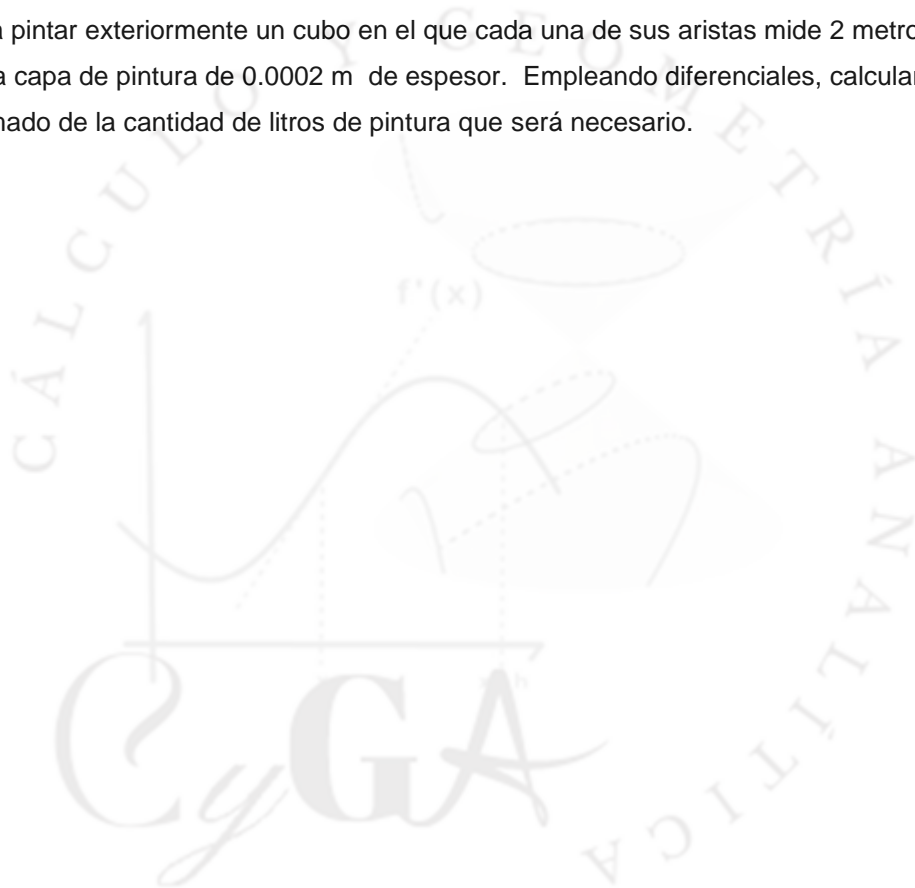 pintar exteriormente un cubo en el que cada una de sus aristas mide 2
capa de pintura de 0.0002 m de espesor. Empleando diferenciales, calcular
de la cantidad de litros de pintura que será necesario.
CÁLCULO Y GEOMETRÍA ANALÍTICA
f'(x)
h
CyGA